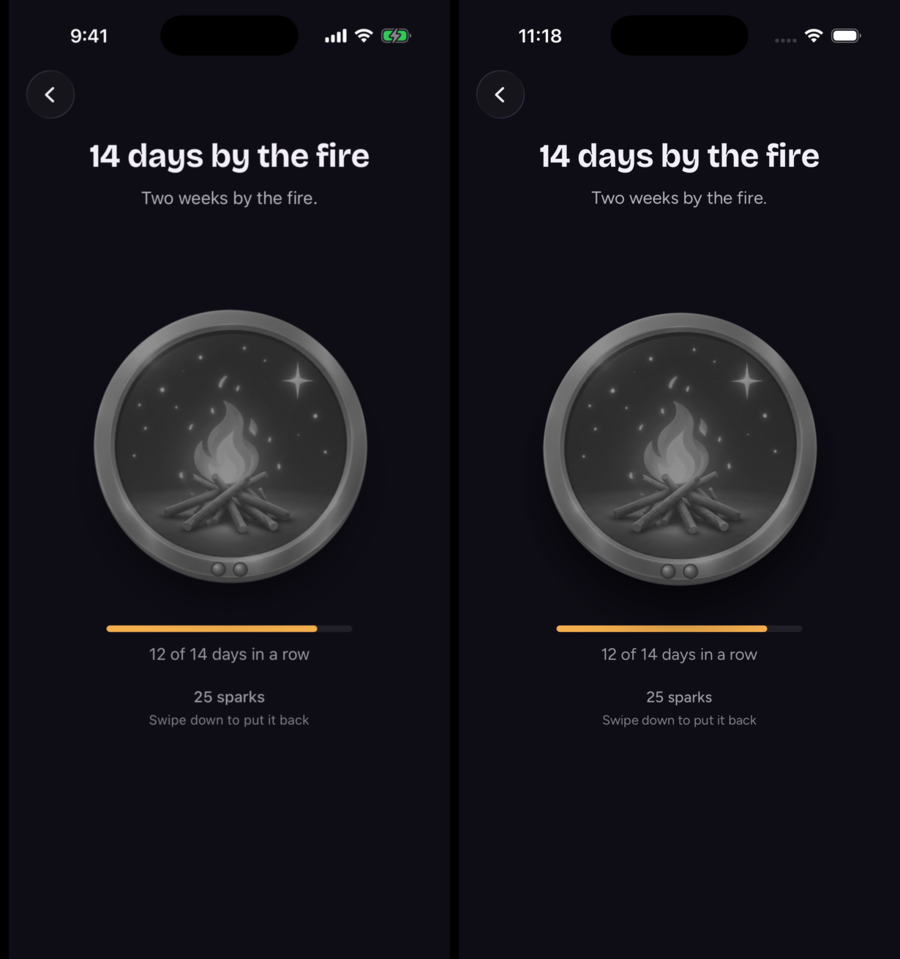 9:41
14 days by the fire
Two weeks by the fire.
12 of 14 days in a row
25 sparks
Swipe down to put it back
11:18
14 days by the fire
Two weeks by the fire.
12 of 14 days in a row
25 sparks
Swipe down to put it back